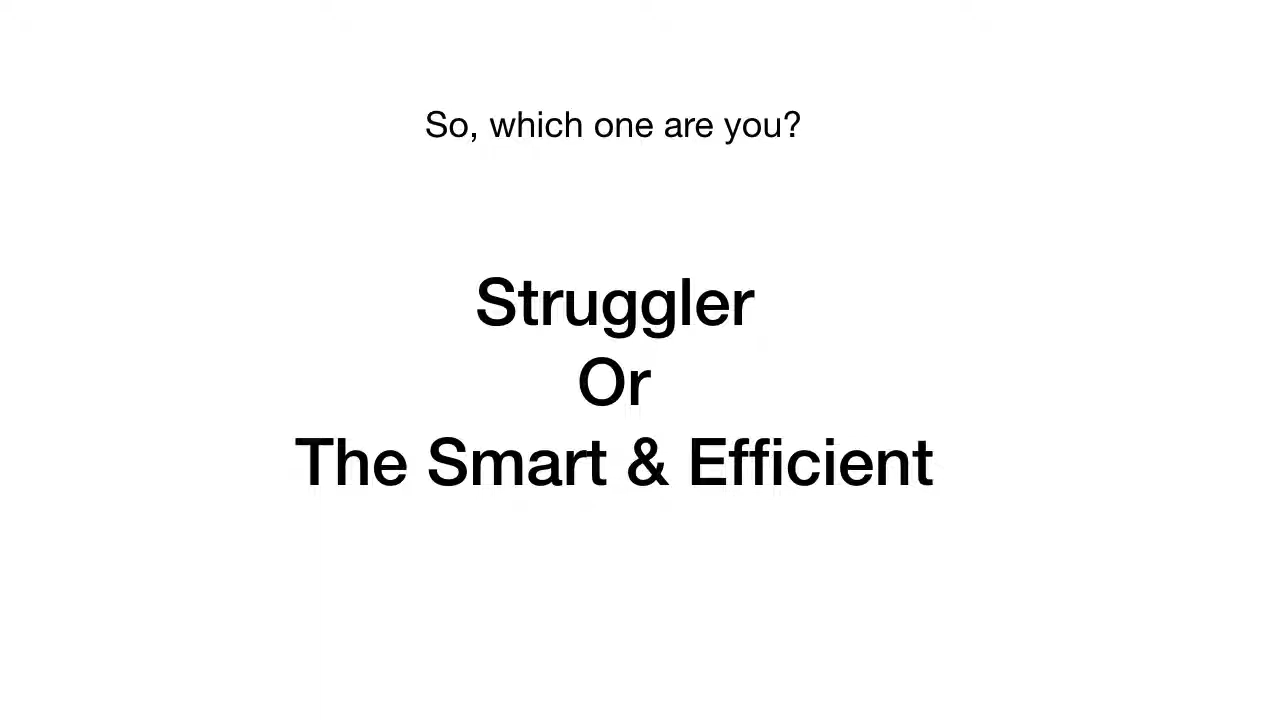 So, which one are you?
Struggler
Or
The Smart & Efficient